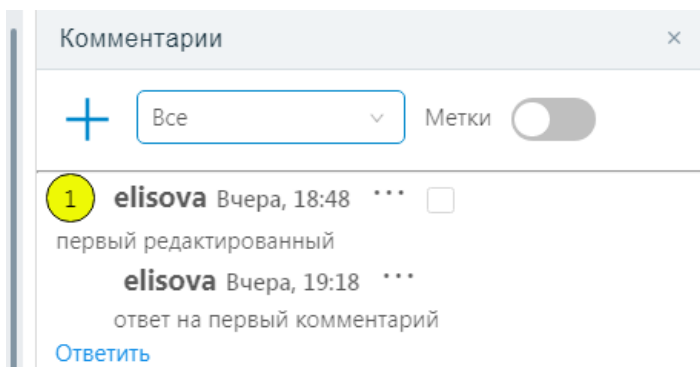 Комментарии
Все Метки
1 elisova Вчера, 18:48 ...
первый редактированный
elisova Вчера, 19:18 ...
ответ на первый комментарий
Ответить